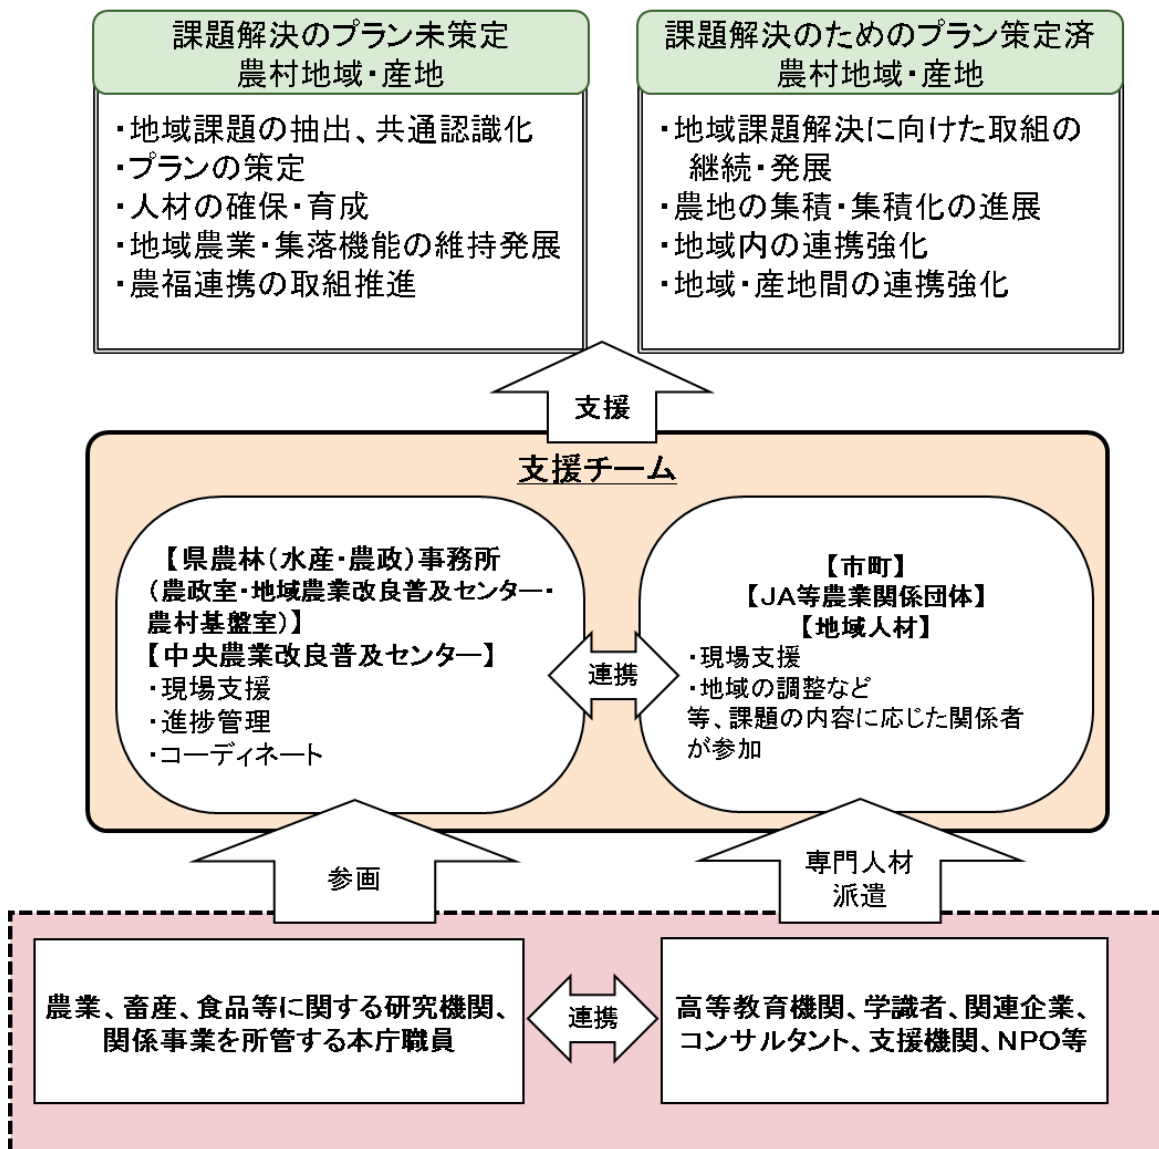 課題解決のプラン未策定
農村地域・産地
・地域課題の抽出、共通認識化
・プランの策定
・人材の確保・育成
・地域農業・集落機能の維持発展
・農福連携の取組推進
課題解決のためのプラン策定済
農村地域・産地
・地域課題解決に向けた取組の
継続・発展
・農地の集積・集積化の進展
・地域内の連携強化
・地域・産地間の連携強化
支援
支援チーム
【県農林（水産・農政）事務所
（農政室・地域農業改良普及センター・
農村基盤室）】
【中央農業改良普及センター】
・現場支援
・進捗管理
・コーディネート
連携
【市町】
【JA等農業関係団体】
【地域人材】
・現場支援
・地域の調整など
等、課題の内容に応じた関係者
が参加
参画
専門人材
派遣
農業、畜産、食品等に関する研究機関、
関係事業を所管する本庁職員
連携
高等教育機関、学識者、関連企業、
コンサルタント、支援機関、NPO等